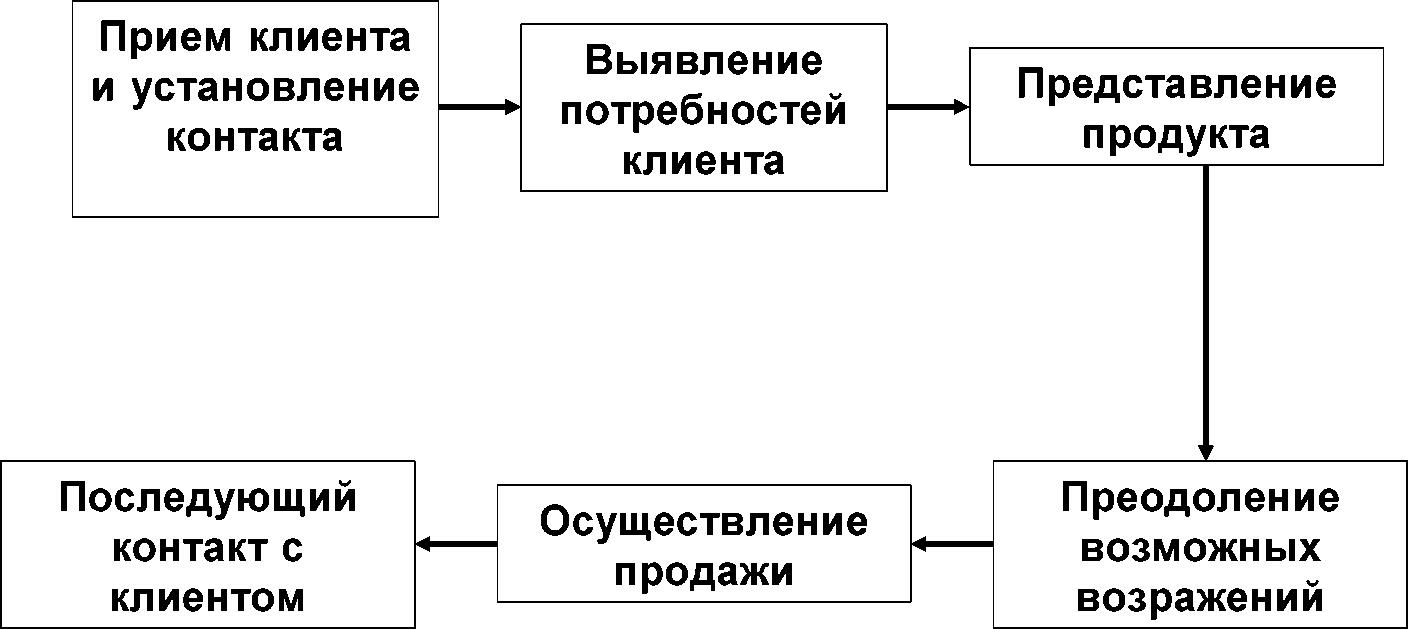 Прием клиента
и установление
контакта
Выявление
потребностей
клиента
Представление
продукта
Преодоление
возможных
возражений
Осуществление
продажи
Последующий
контакт с
клиентом